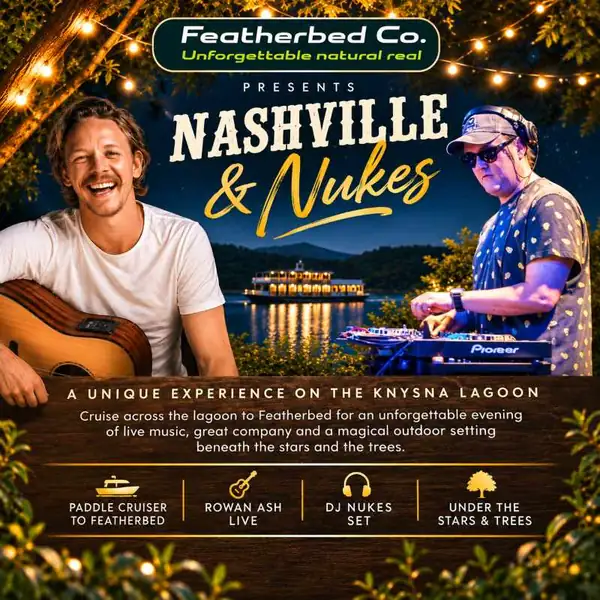 Featherbed Co.
Unforgettable natural real
PRESENTS
NASHVILLE
& Nukes
Pioneer
A UNIQUE EXPERIENCE ON THE KNYSNA LAGOON
Cruise across the lagoon to Featherbed for an unforgettable evening
of live music, great company and a magical outdoor setting
beneath the stars and the trees.
PADDLE CRUISER
TO FEATHERBED
ROWAN ASH
LIVE
DJ NUKES
SET
UNDER THE
STARS & TREES